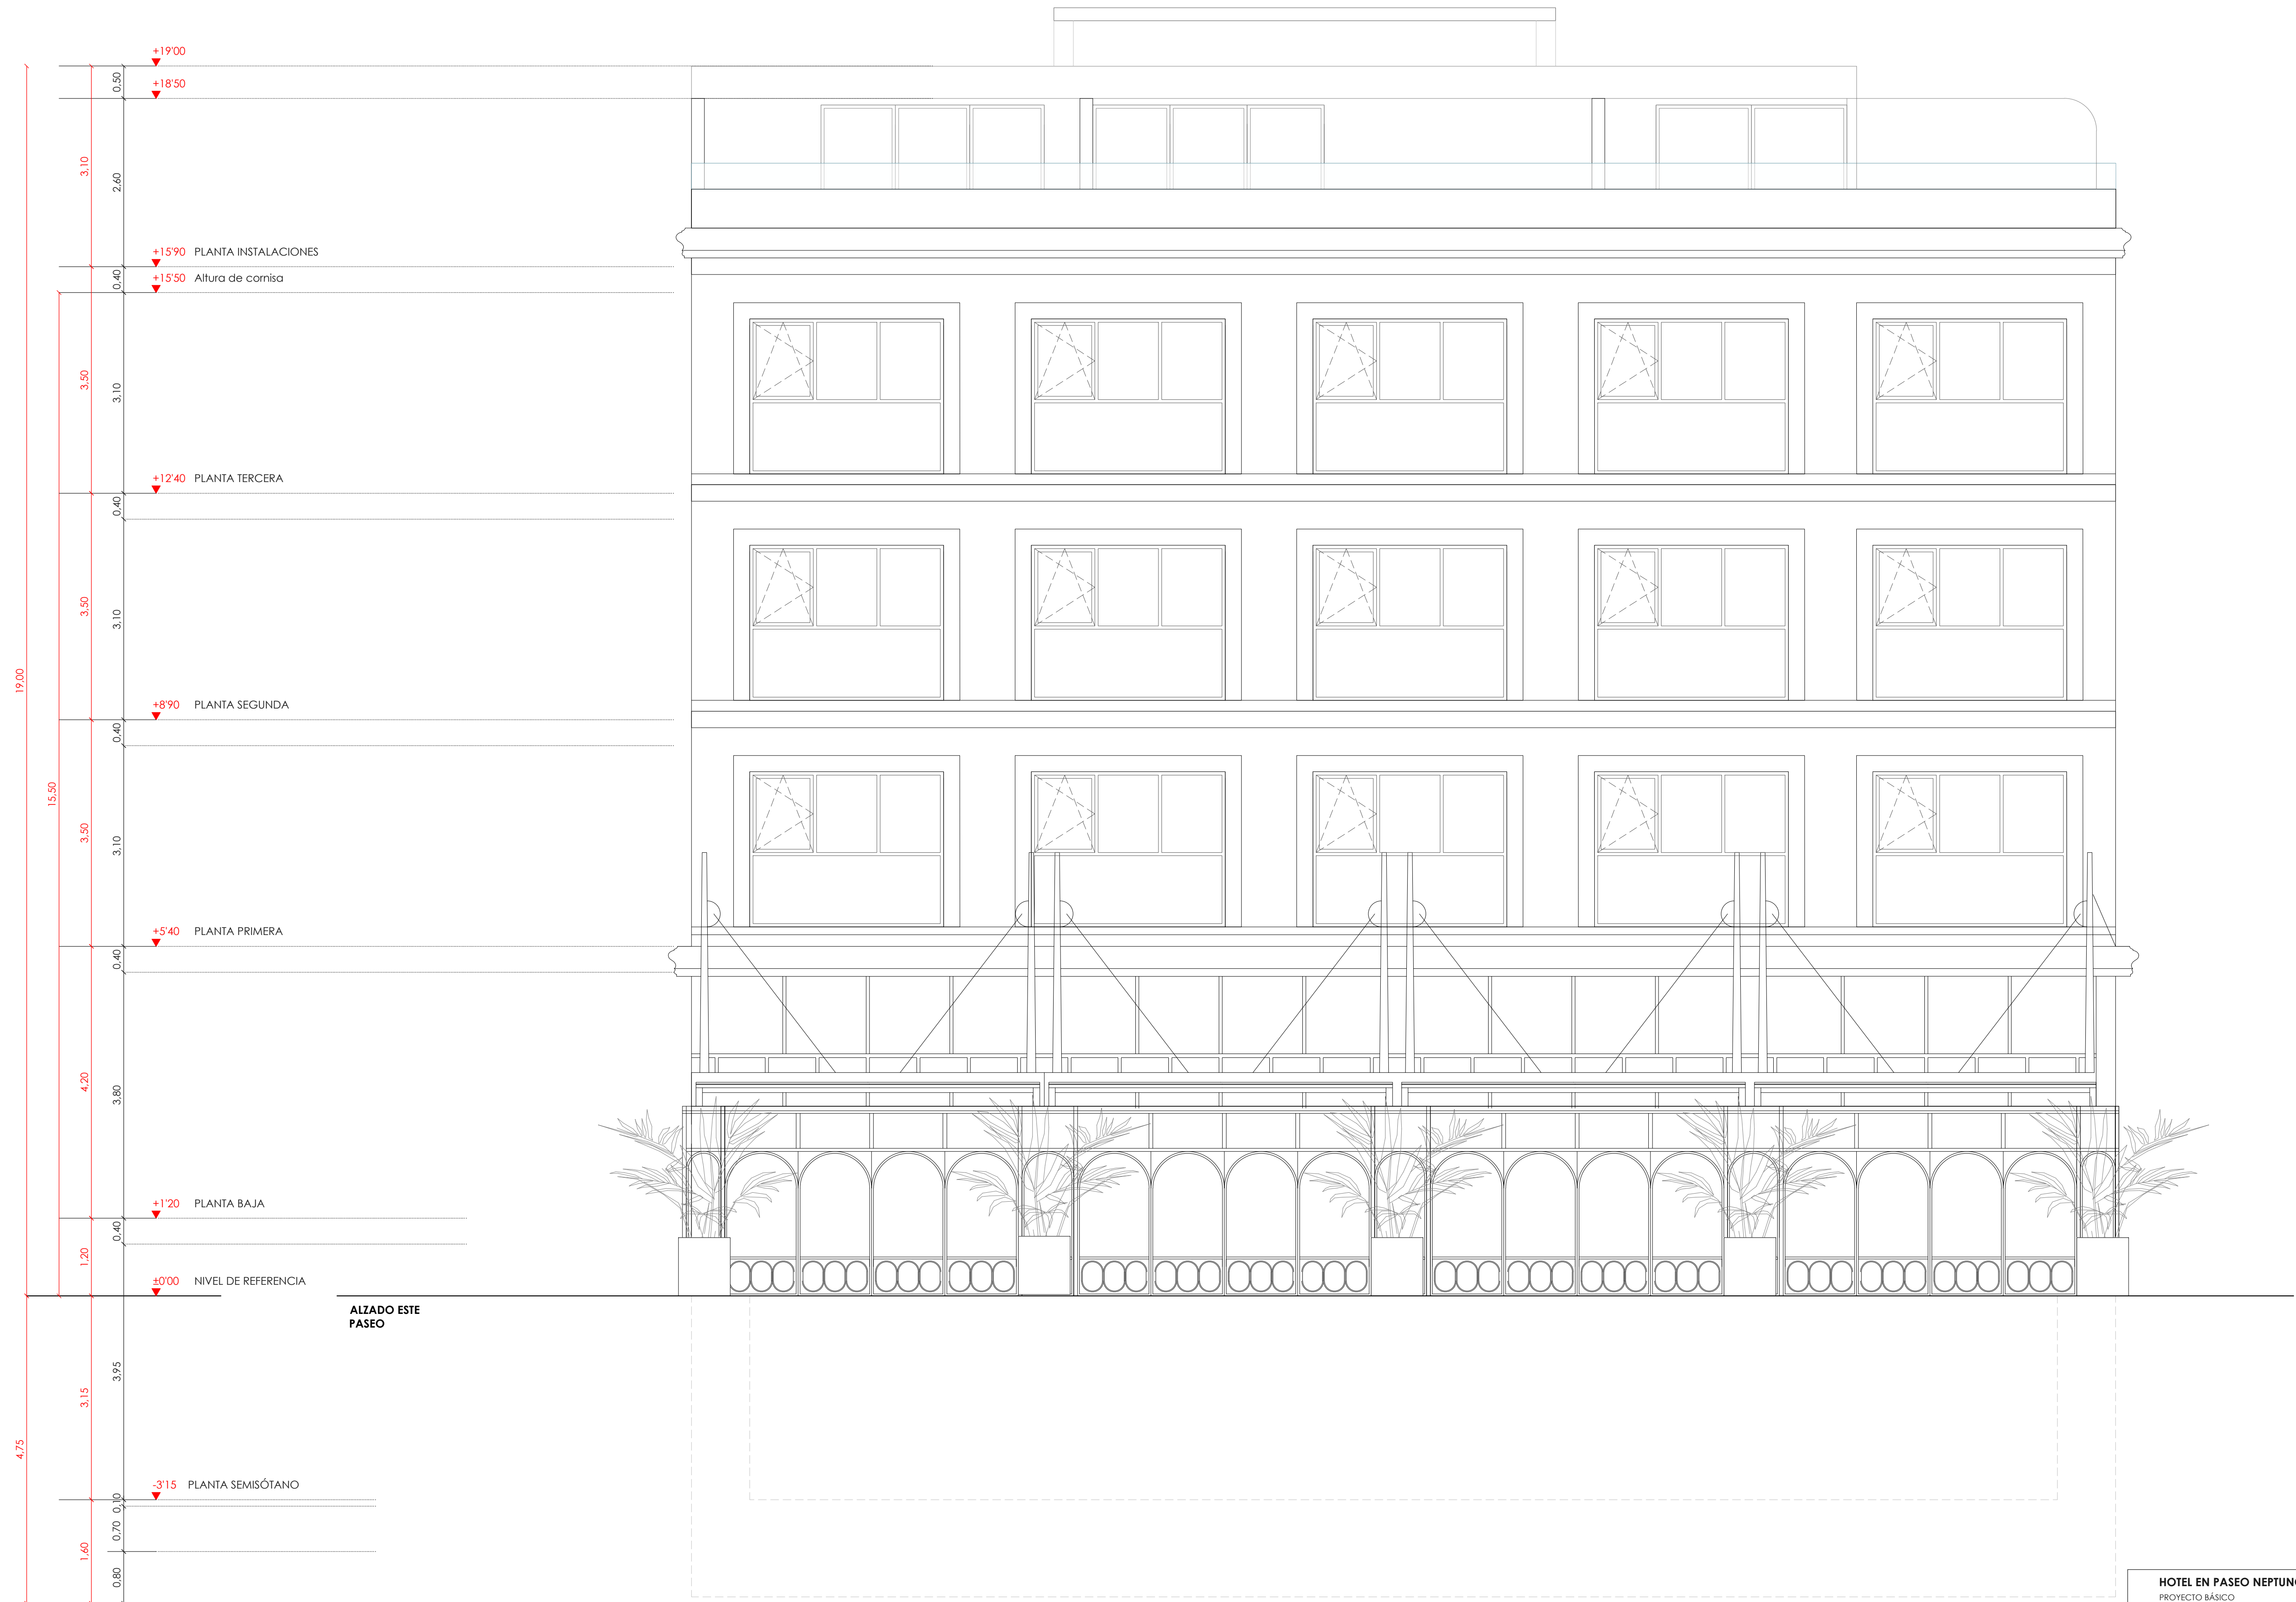 +19'00
0,50
+18'50
3,10
2,60
+15'90 PLANTA INSTALACIONES
0,40
+15'50 Altura de cornisa
3,50
3,10
+12'40 PLANTA TERCERA
0,40
3,50
3,10
19,00
+8'90 PLANTA SEGUNDA
0,40
15,50
3,50
3,10
+5'40 PLANTA PRIMERA
0,40
4,20
3,80
+1'20 PLANTA BAJA
0,40
1,20
±0'00 NIVEL DE REFERENCIA
ALZADO ESTE
PASEO
3,95
3,15
4,75
-3'15 PLANTA SEMISÓTANO
0,10
0,70
1,60
0,80
HOTEL EN PASEO NEPTUN
PROYECTO BÁSICO